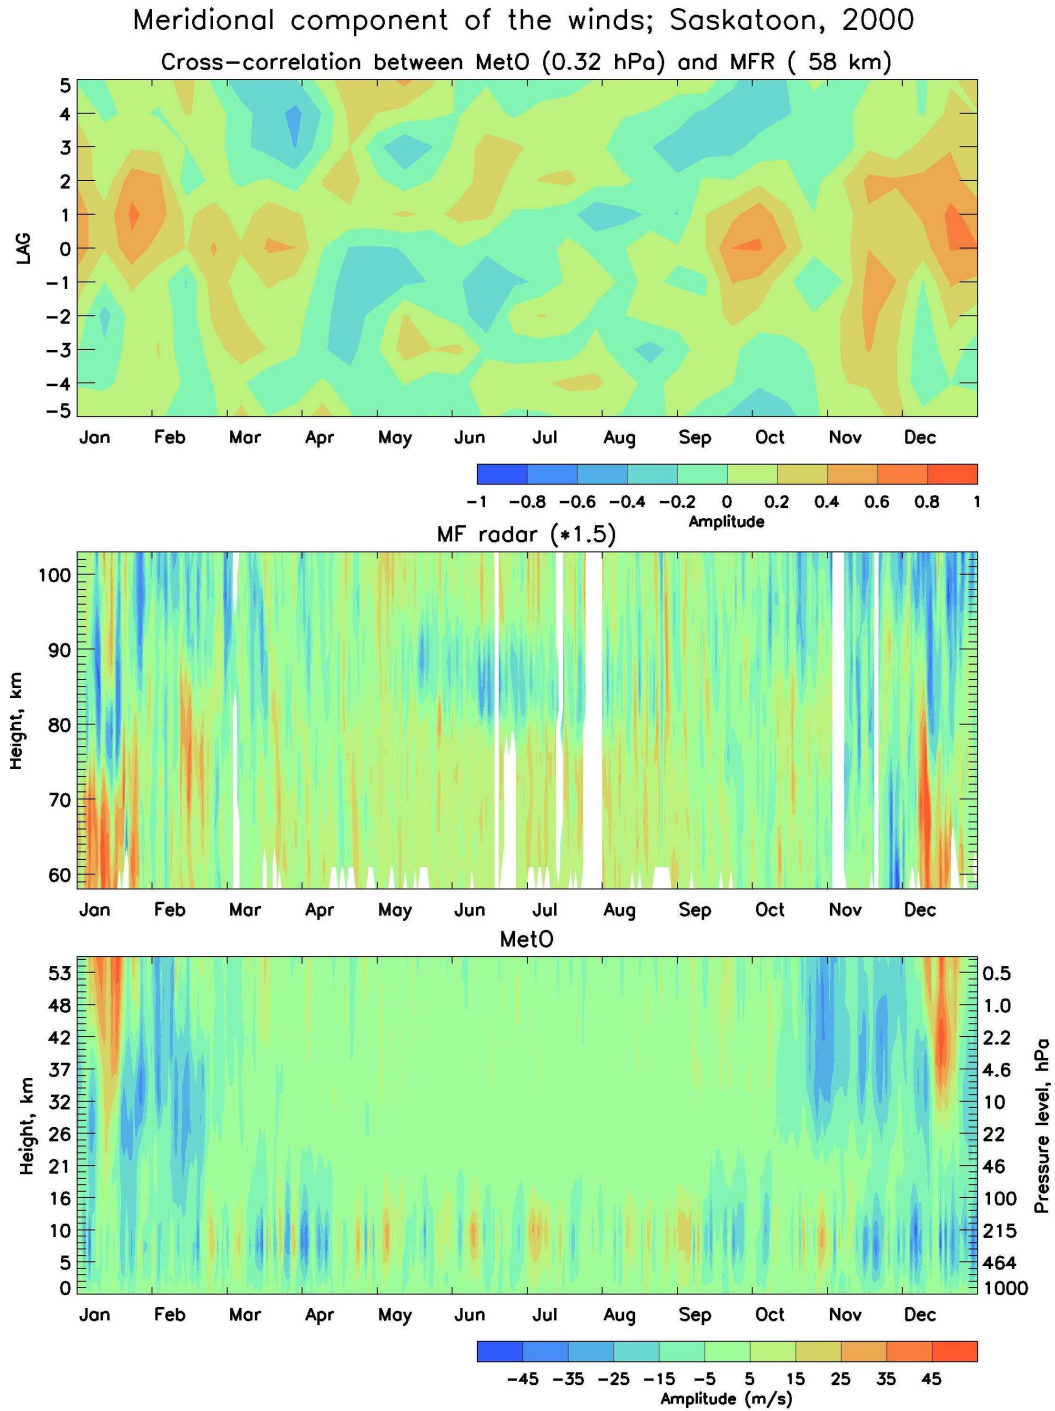 Meridional component of the winds; Saskatoon, 2000
Cross-correlation between MetO (0.32 hPa) and MFR ( 58 km)
5
4
3
2
1
0
-1
-2
-3
-4
-5
LAG
Jan Feb Mar Apr May Jun Jul Aug Sep Oct Nov Dec
-1 -0.8 -0.6 -0.4 -0.2 0 0.2 0.4 0.6 0.8 1
Amplitude
MF radar (*1.5)
100
90
80
70
60
Height, km
Jan Feb Mar Apr May Jun Jul Aug Sep Oct Nov Dec
MetO
53 0.5
48 1.0
42 2.2
37 4.6
32 10
26 22
21 46
16 100
10 215
5 464
0 1000
Height, km
Pressure level, hPa
Jan Feb Mar Apr May Jun Jul Aug Sep Oct Nov Dec
-45 -35 -25 -15 -5 5 15 25 35 45
Amplitude (m/s)